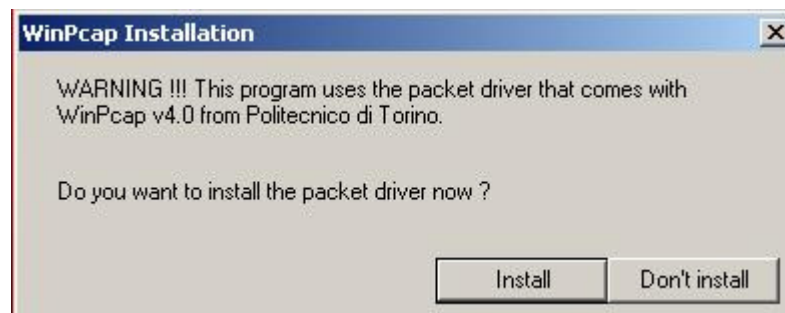 WinPcap Installation
WARNING !!! This program uses the packet driver that comes with
WinPcap v4.0 from Politecnico di Torino.
Do you want to install the packet driver now ?
Install
Don't install